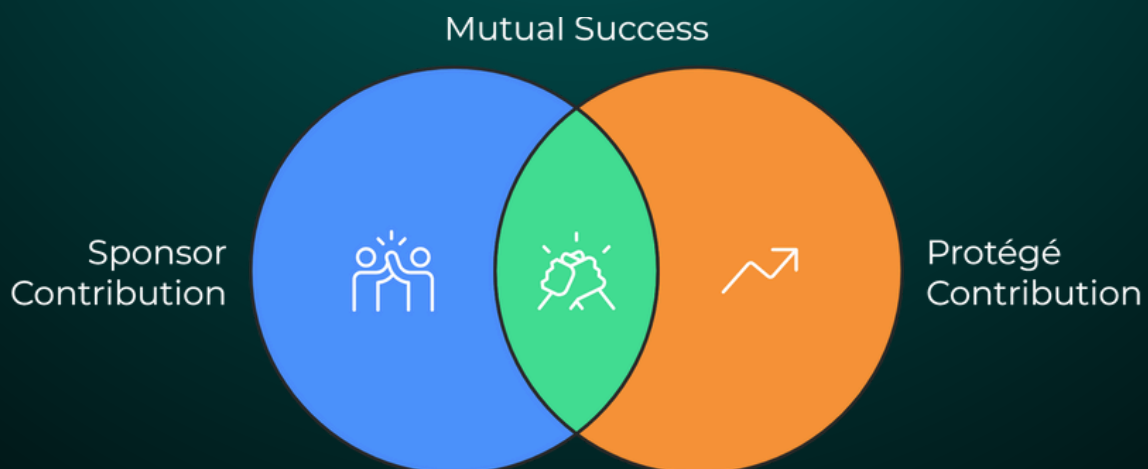 Mutual Success
Sponsor
Contribution
Protégé
Contribution